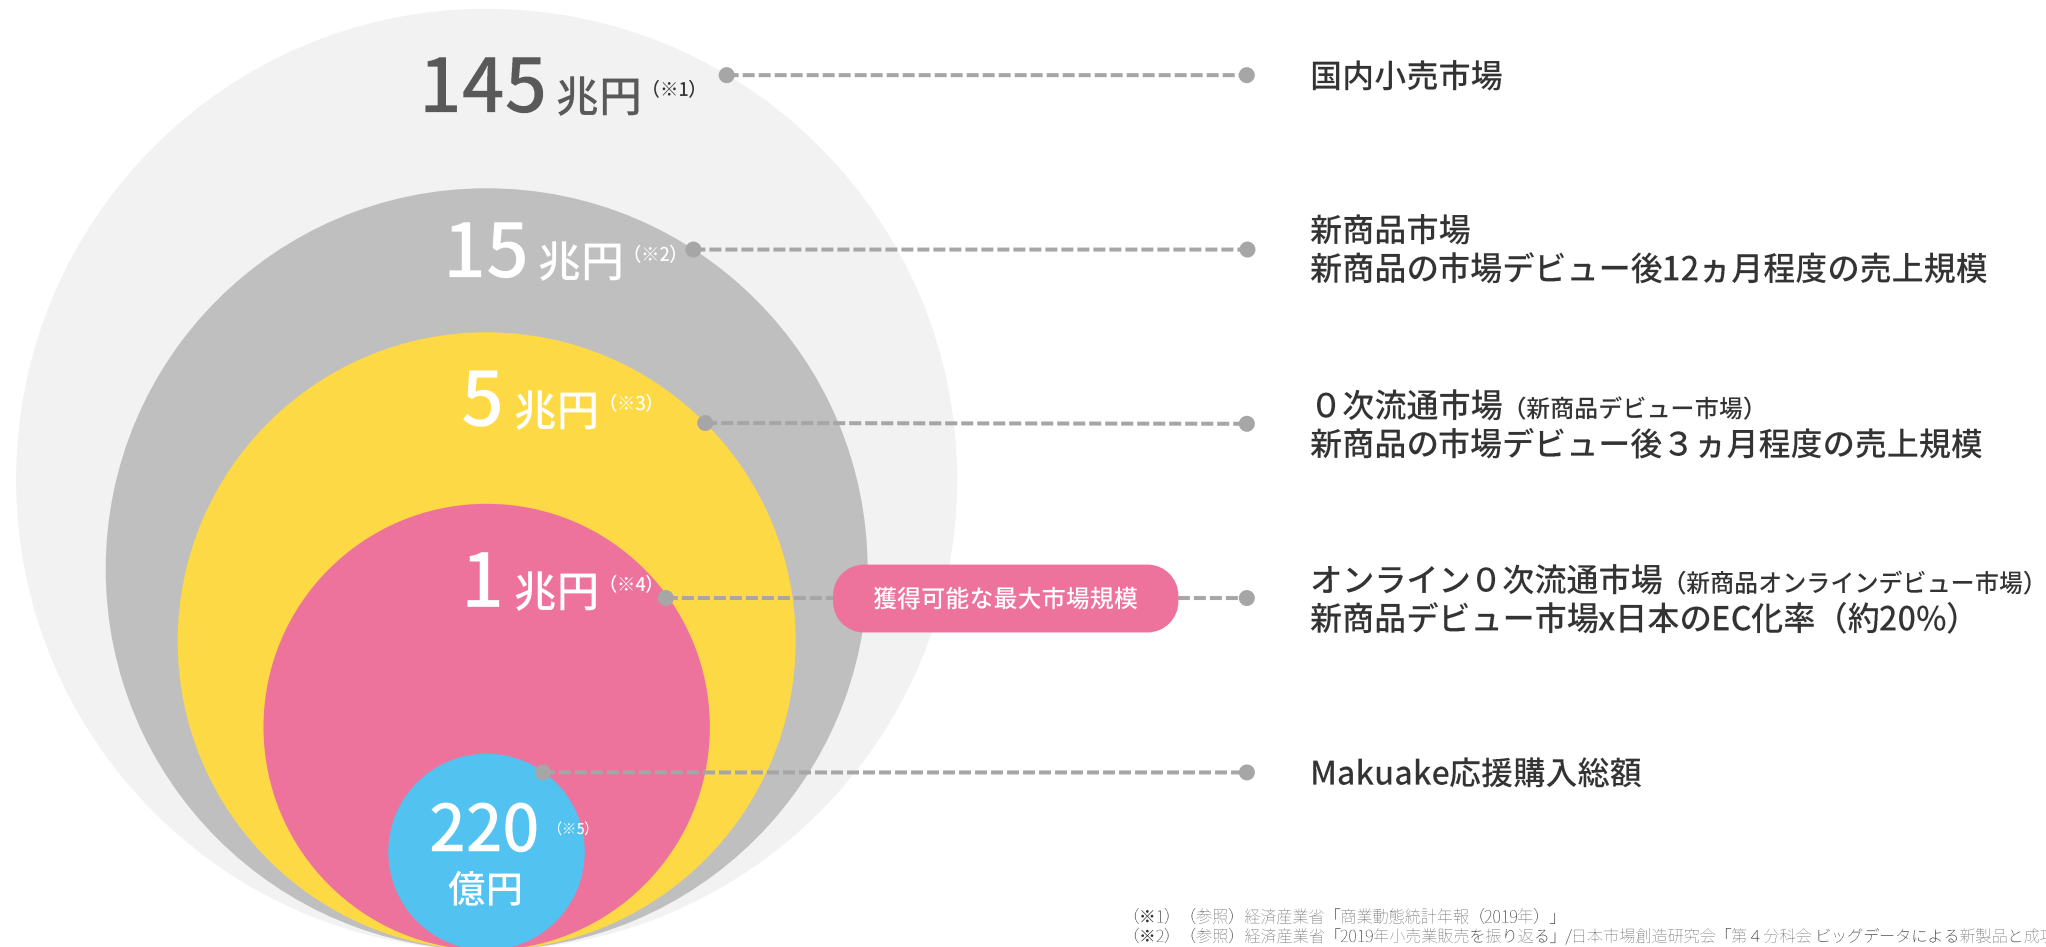 145 兆円（※1）
国内小売市場
15 兆円（※2）
新商品市場
新商品の市場デビュー後12ヵ月程度の売上規模
5 兆円（※3）
０次流通市場（新商品デビュー市場）
新商品の市場デビュー後３ヵ月程度の売上規模
1 兆円（※4）
獲得可能な最大市場規模
オンライン０次流通市場（新商品オンラインデビュー市場）
新商品デビュー市場x日本のEC化率（約20%）
Makuake応援購入総額
220（※5）
億円
（※1）（参照）経済産業省「商業動態統計年報（2019年）」
（※2）（参照）経済産業省「2019年小売業販売を振り返る」/日本市場創造研究会「第４分科会 ビッグデータによる新製品と成功